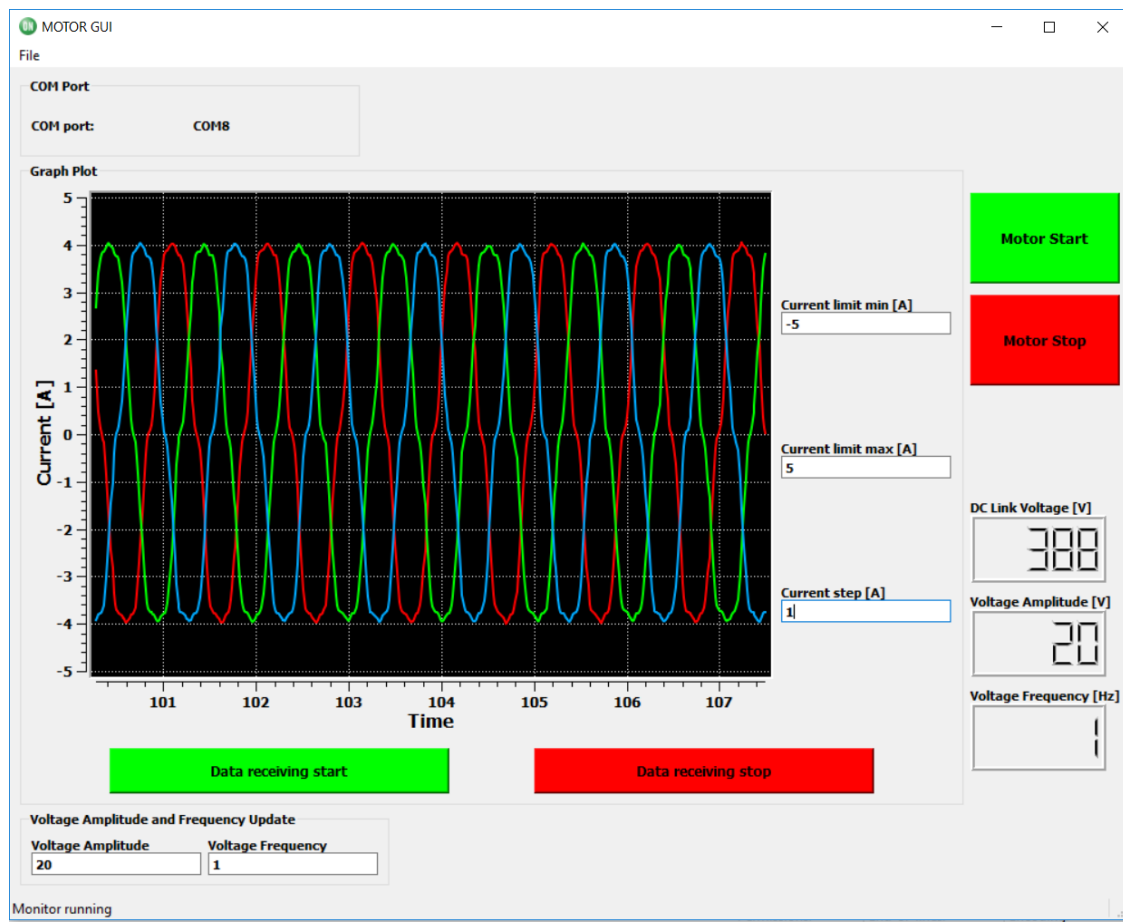 ON MOTOR GUI
File
COM Port
COM port: COM8
Graph Plot
5
4
3
2
1
0
-1
-2
-3
-4
-5
Current [A]
101 102 103 104 105 106 107
Time
Current limit min [A]
-5
Current limit max [A]
5
Current step [A]
1
Data receiving start Data receiving stop
Motor Start
Motor Stop
DC Link Voltage [V]
388
Voltage Amplitude [V]
20
Voltage Frequency [Hz]
1
Voltage Amplitude and Frequency Update
Voltage Amplitude Voltage Frequency
20 1
Monitor running